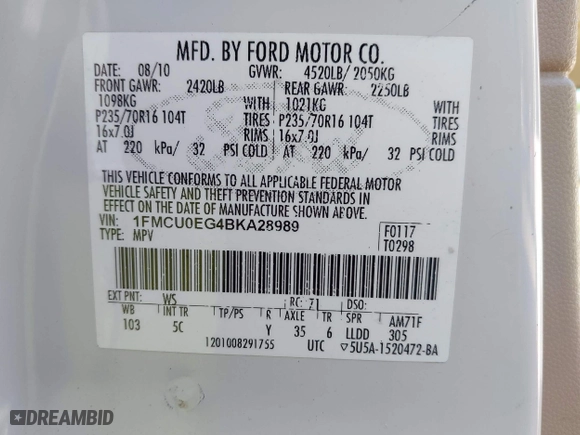 MFD. BY FORD MOTOR CO.
DATE: 08/10 GVWR: 4520LB/ 2050KG
FRONT GAWR: 2420LB REAR GAWR: 2250LB
1098KG WITH 1021KG WITH
P235/70R16 104T TIRES P235/70R16 104T TIRES
16x7.0J RIMS 16x7.0J RIMS
AT 220 kPa/ 32 PSI COLD AT 220 kPa/ 32 PSI COLD
THIS VEHICLE CONFORMS TO ALL APPLICABLE FEDERAL MOTOR
VEHICLE SAFETY AND THEFT PREVENTION STANDARDS IN
EFFECT ON THE DATE OF MANUFACTURE SHOWN ABOVE.
VIN: 1FMCU0EG4BKA28989 F0117
TYPE: MPV T0298
EXT PNT: WS RC: 71 DSO:
WB INT TR TP/PS R AXLE TR SPR AM71F
103 5C Y 35 6 LLDD 305
1201008291755 UTC ▽5U5A-1520472-BA
DREAMBID